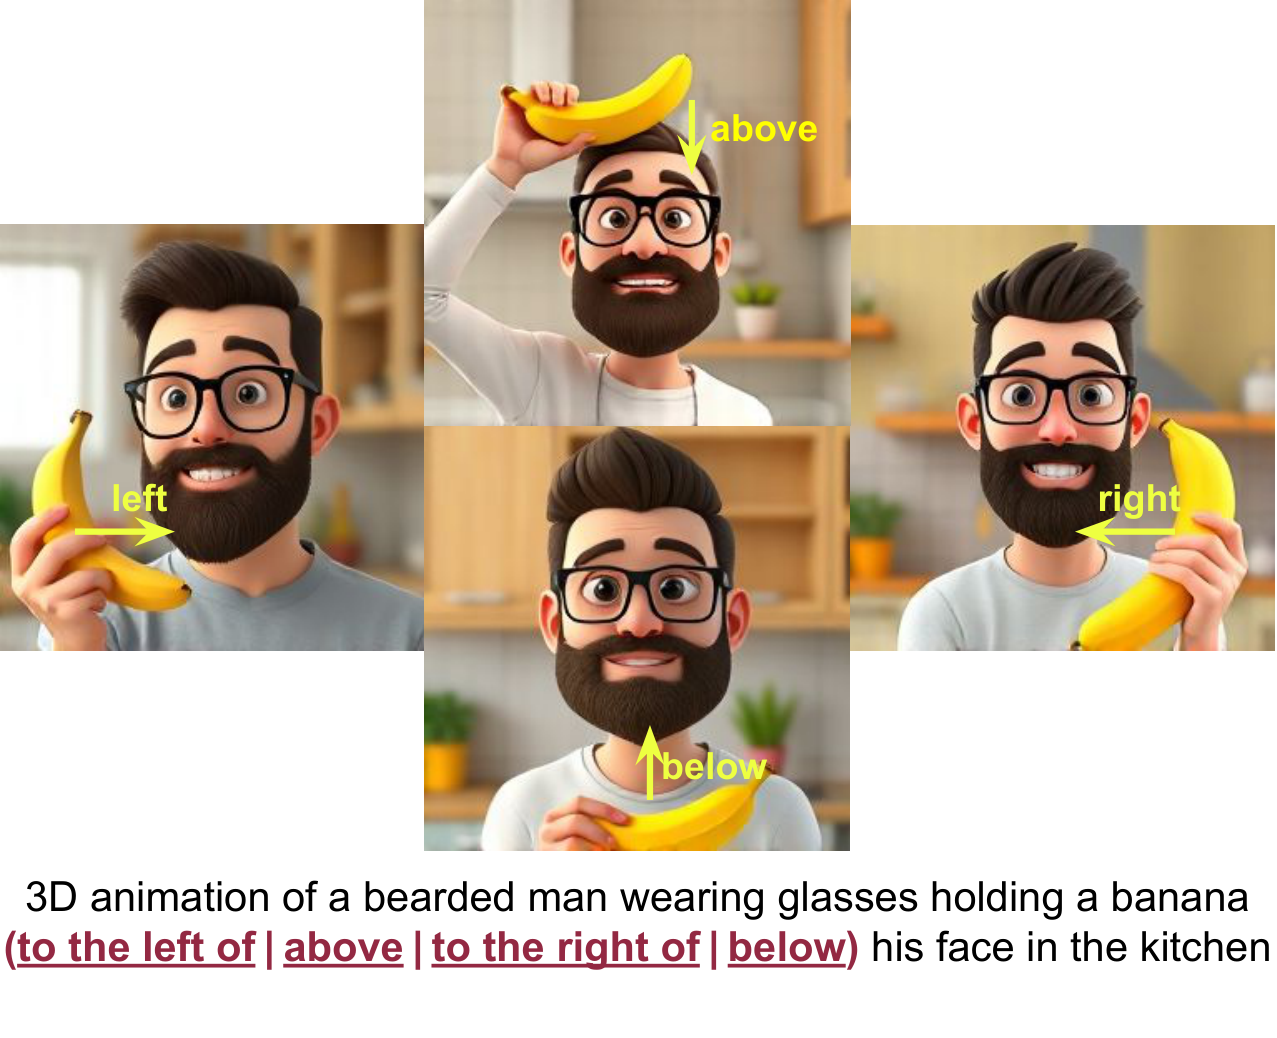 above
left
right
below
3D animation of a bearded man wearing glasses holding a banana
(to the left of | above | to the right of | below) his face in the kitchen